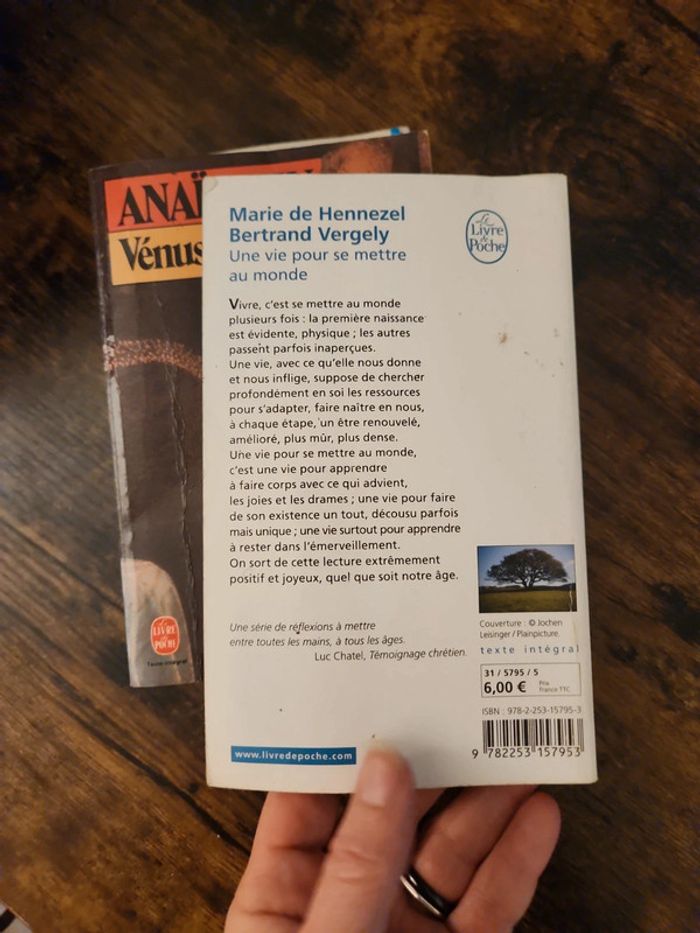 ANAÏ
Vénus
Marie de Hennezel
Bertrand Vergely
Une vie pour se mettre
au monde
Le
Livre
de
Poche
Vivre, c'est se mettre au monde
plusieurs fois : la première naissance
est évidente, physique ; les autres
passent parfois inaperçues.
Une vie, avec ce qu'elle nous donne
et nous inflige, suppose de chercher
profondément en soi les ressources
pour s'adapter, faire naître en nous,
à chaque étape, un être renouvelé,
amélioré, plus mûr, plus dense.
Une vie pour se mettre au monde,
c'est une vie pour apprendre
à faire corps avec ce qui advient,
les joies et les drames ; une vie pour faire
de son existence un tout, décousu parfois
mais unique ; une vie surtout pour apprendre
à rester dans l'émerveillement.
On sort de cette lecture extrêmement
positif et joyeux, quel que soit notre âge.
Une série de réflexions à mettre
entre toutes les mains, à tous les âges.
Luc Chatel, Témoignage chrétien.
Couverture : © Jochen
Leisinger / Plainpicture.
texte intégral
31 / 5795 / 5
6,00 € Prix
France TTC
ISBN : 978-2-253-15795-3
9 782253 157953
www.livredepoche.com
LE
LIVRE
DE
POCHE
Texte intégral